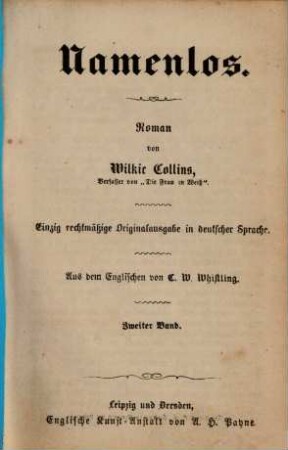 Namenlos.
Roman
von
Wilkie Collins,
Verfasser von „Die Frau in Weiß“.
Einzig rechtmäßige Originalausgabe in deutscher Sprache.
Aus dem Englischen von C. W. Whistling.
Zweiter Band.
Leipzig und Dresden,
Englische Kunst-Anstalt von A. H. Payne.